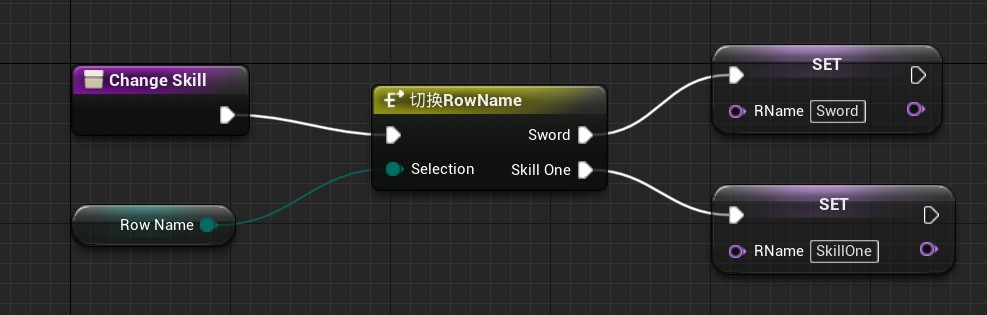 Change Skill
Row Name
切换RowName
Sword
Selection
Skill One
SET
RName Sword
SET
RName SkillOne